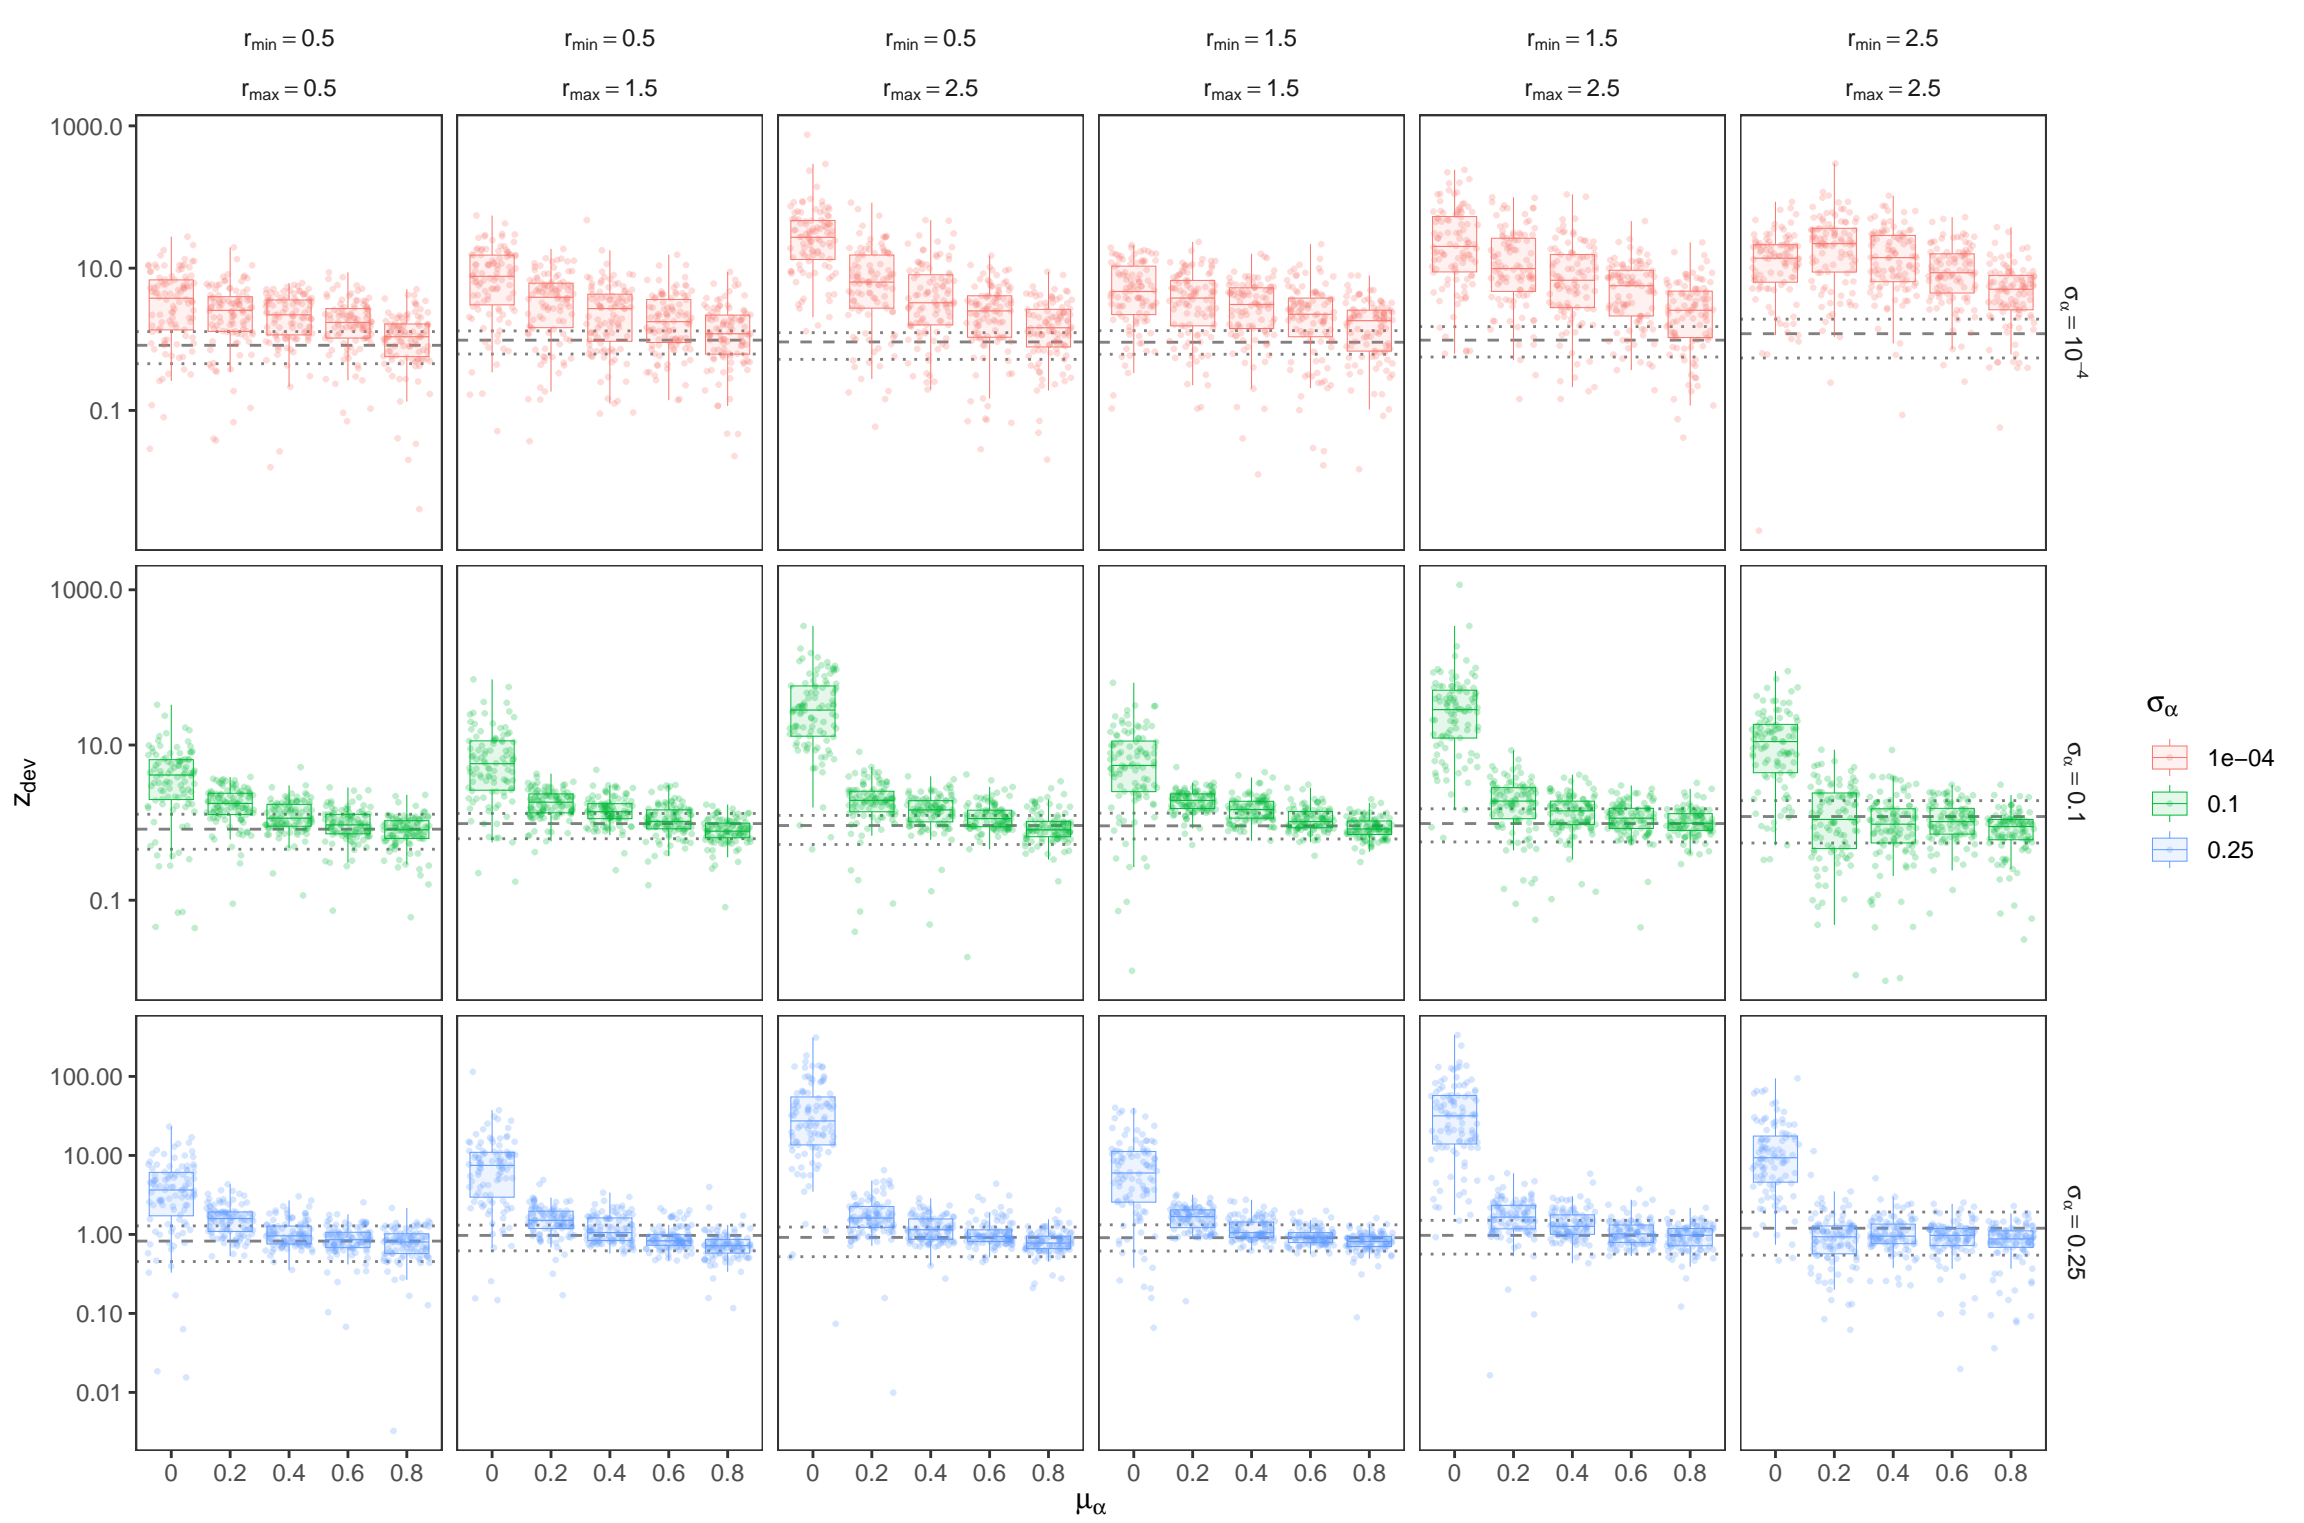 r_min = 0.5 r_min = 0.5 r_min = 0.5 r_min = 1.5 r_min = 1.5 r_min = 2.5
r_max = 0.5 r_max = 1.5 r_max = 2.5 r_max = 1.5 r_max = 2.5 r_max = 2.5
1000.0
10.0
0.1
σ_α = 10^−4
1000.0
10.0
0.1
σ_α = 0.1
z_dev
σ_α
1e−04
0.1
0.25
100.00
10.00
1.00
0.10
0.01
σ_α = 0.25
0 0.2 0.4 0.6 0.8 0 0.2 0.4 0.6 0.8 0 0.2 0.4 0.6 0.8 0 0.2 0.4 0.6 0.8 0 0.2 0.4 0.6 0.8 0 0.2 0.4 0.6 0.8
μ_α